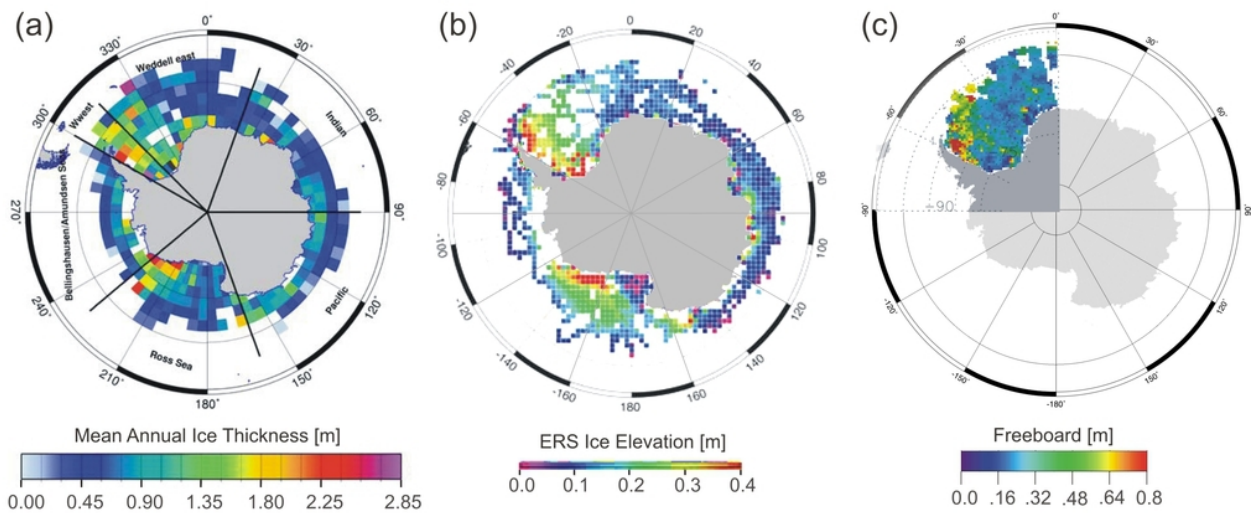 (a)
0˚
30˚
60˚
90˚
120˚
150˚
180˚
210˚
240˚
270˚
300˚
330˚
Weddell east
Wwest
Indian
Pacific
Ross Sea
Bellingshausen/Amundsen
Mean Annual Ice Thickness [m]
0.00 0.45 0.90 1.35 1.80 2.25 2.85
(b)
0
20
40
60
80
100
120
140
160
180
-160
-140
-120
-100
-80
-60
-40
-20
ERS Ice Elevation [m]
0.0 0.1 0.2 0.3 0.4
(c)
0˚
30˚
60˚
90˚
120˚
150˚
-180˚
-150˚
-120˚
-90˚
-60˚
-30˚
-90
Freeboard [m]
0.0 .16 .32 .48 .64 0.8